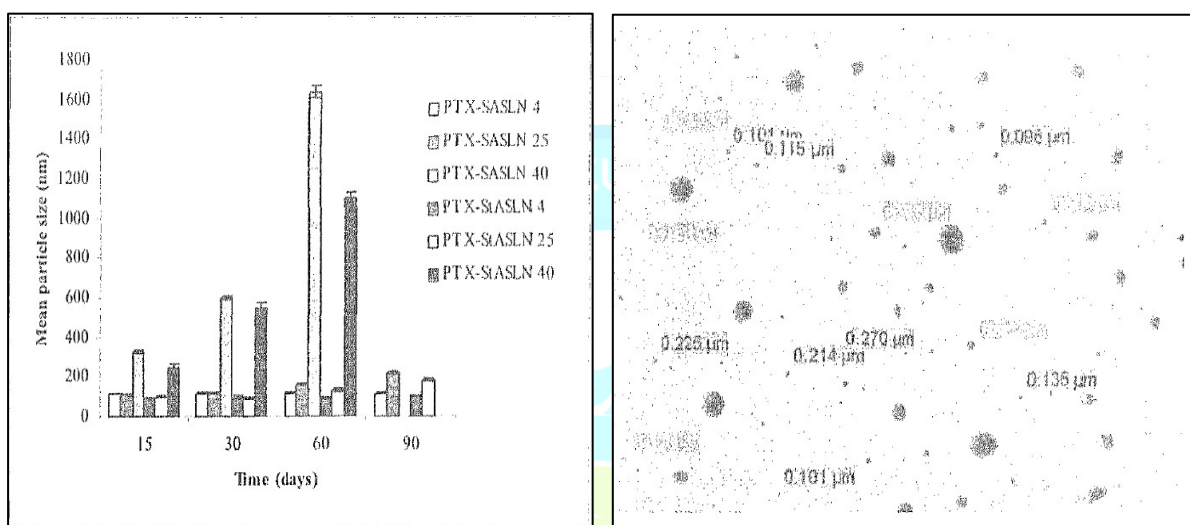 1800
1600
1400
1200
1000
800
600
400
200
0
Mean particle size (nm)
15 30 60 90
Time (days)
PTX-SASLN 4
PTX-SASLN 25
PTX-SASLN 40
PTX-StASLN 4
PTX-StASLN 25
PTX-StASLN 40
0.101 µm
0.115 µm
0.096 µm
0.226 µm
0.270 µm
0.214 µm
0.135 µm
0.101 µm